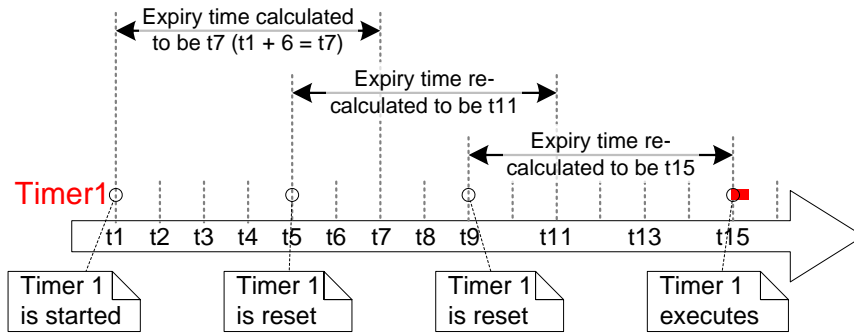 Expiry time calculated
to be t7 (t1 + 6 = t7)
Expiry time re-
calculated to be t11
Expiry time re-
calculated to be t15
Timer1
t1 t2 t3 t4 t5 t6 t7 t8 t9 t11 t13 t15
Timer 1
is started
Timer 1
is reset
Timer 1
is reset
Timer 1
executes